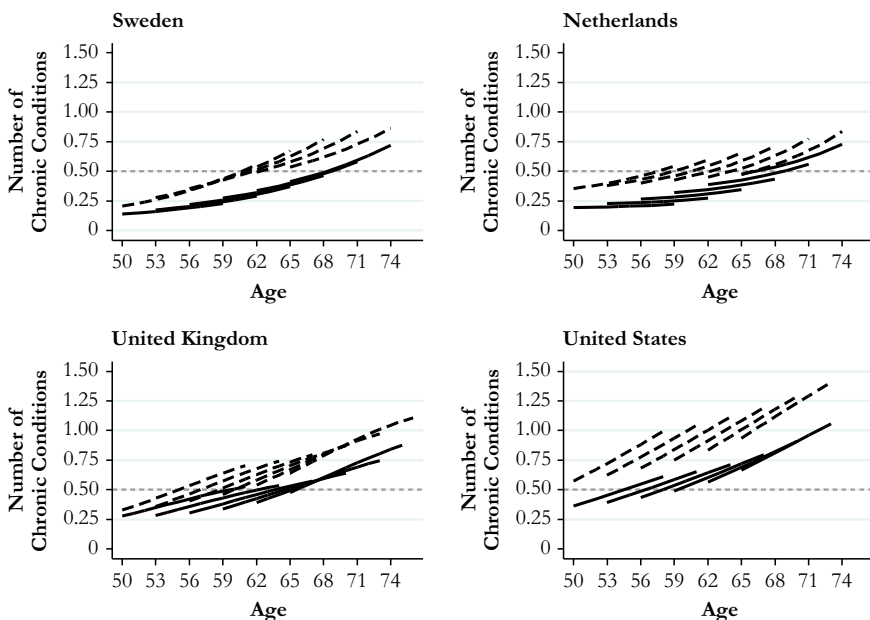 Sweden
Number of
Chronic Conditions
1.50
1.25
1.00
0.75
0.50
0.25
0
50 53 56 59 62 65 68 71 74
Age
Netherlands
Number of
Chronic Conditions
1.50
1.25
1.00
0.75
0.50
0.25
0
50 53 56 59 62 65 68 71 74
Age
United Kingdom
Number of
Chronic Conditions
1.50
1.25
1.00
0.75
0.50
0.25
0
50 53 56 59 62 65 68 71 74
Age
United States
Number of
Chronic Conditions
1.50
1.25
1.00
0.75
0.50
0.25
0
50 53 56 59 62 65 68 71 74
Age